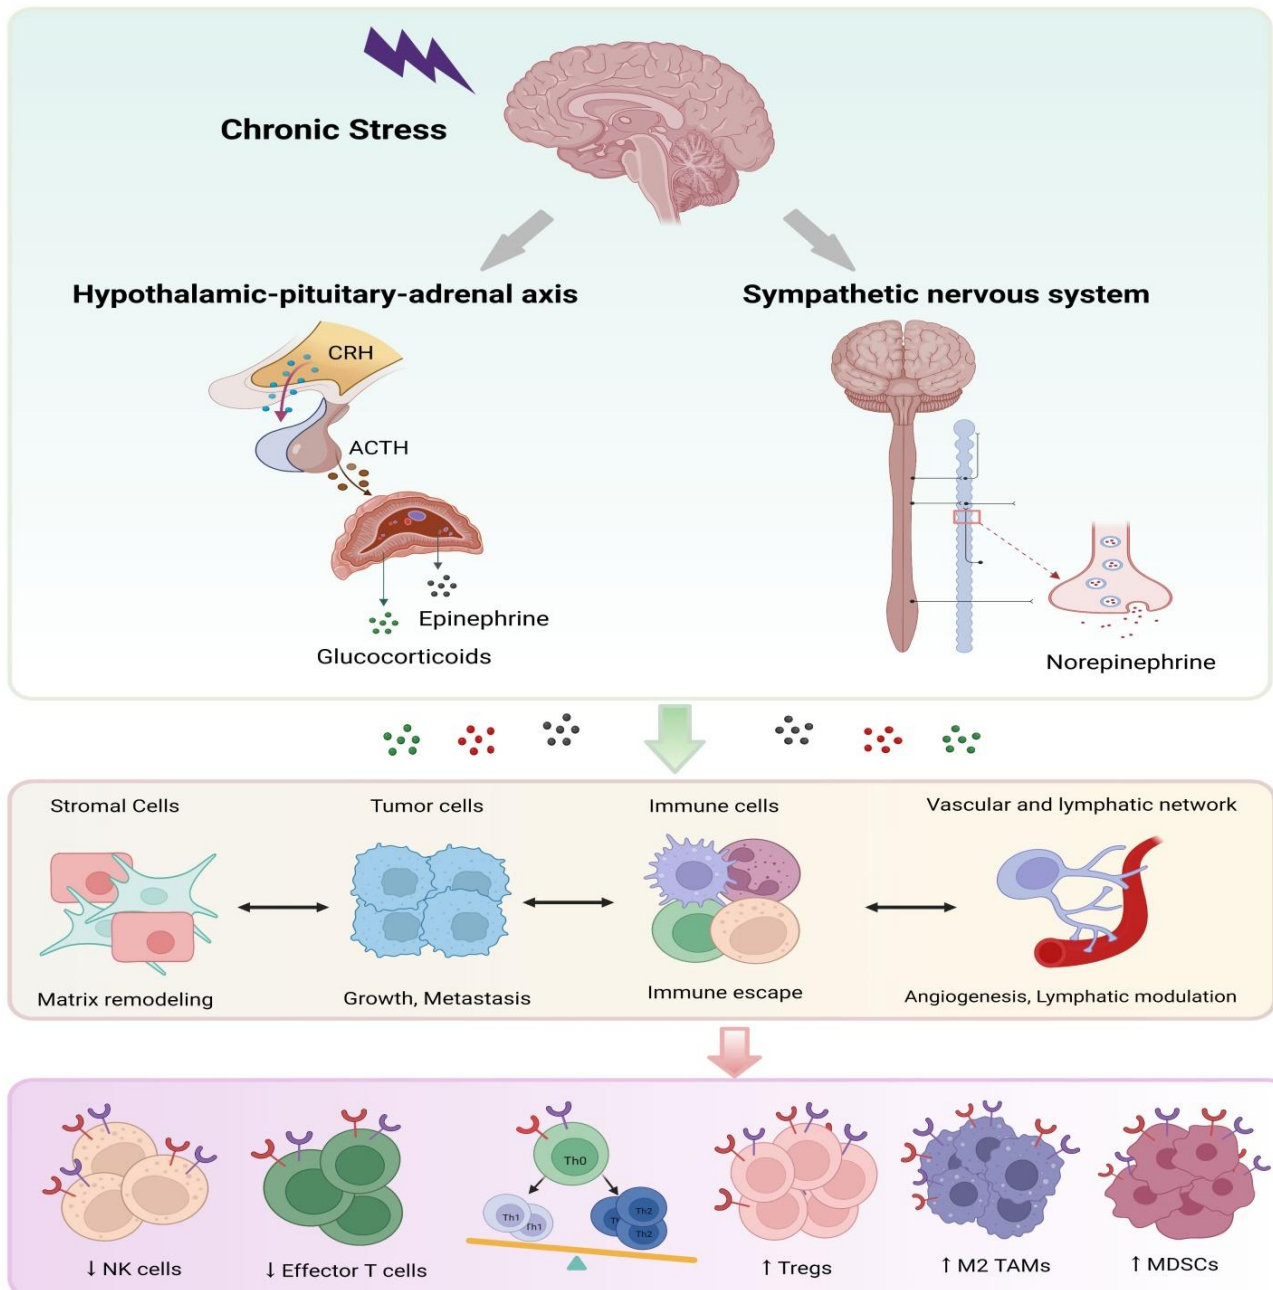 Chronic Stress
Hypothalamic-pituitary-adrenal axis
Sympathetic nervous system
CRH
ACTH
Epinephrine
Glucocorticoids
Norepinephrine
Stromal Cells
Tumor cells
Immune cells
Vascular and lymphatic network
Matrix remodeling
Growth, Metastasis
Immune escape
Angiogenesis, Lymphatic modulation
Th0
Th1
Th1
Th2
Th2
↓ NK cells
↓ Effector T cells
↑ Tregs
↑ M2 TAMs
↑ MDSCs